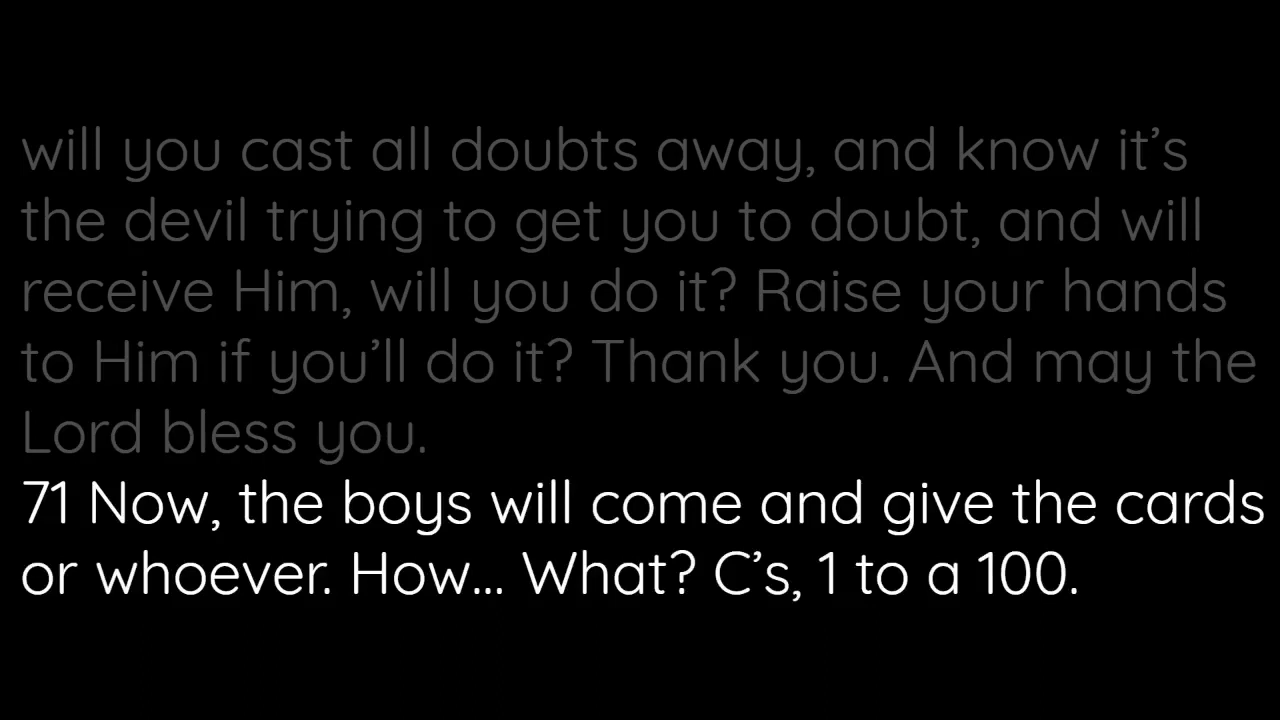 will you cast all doubts away, and know it’s
the devil trying to get you to doubt, and will
receive Him, will you do it? Raise your hands
to Him if you’ll do it? Thank you. And may the
Lord bless you.
71 Now, the boys will come and give the cards
or whoever. How... What? C’s, 1 to a 100.